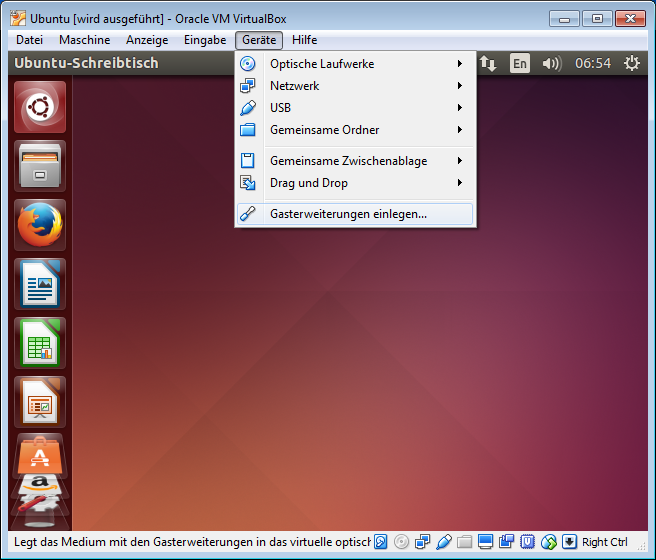 Ubuntu [wird ausgeführt] - Oracle VM VirtualBox
Datei Maschine Anzeige Eingabe Geräte Hilfe
Ubuntu-Schreibtisch En 06:54
Optische Laufwerke
Netzwerk
USB
Gemeinsame Ordner
Gemeinsame Zwischenablage
Drag und Drop
Gasterweiterungen einlegen...
Legt das Medium mit den Gasterweiterungen in das virtuelle optisch Right Ctrl